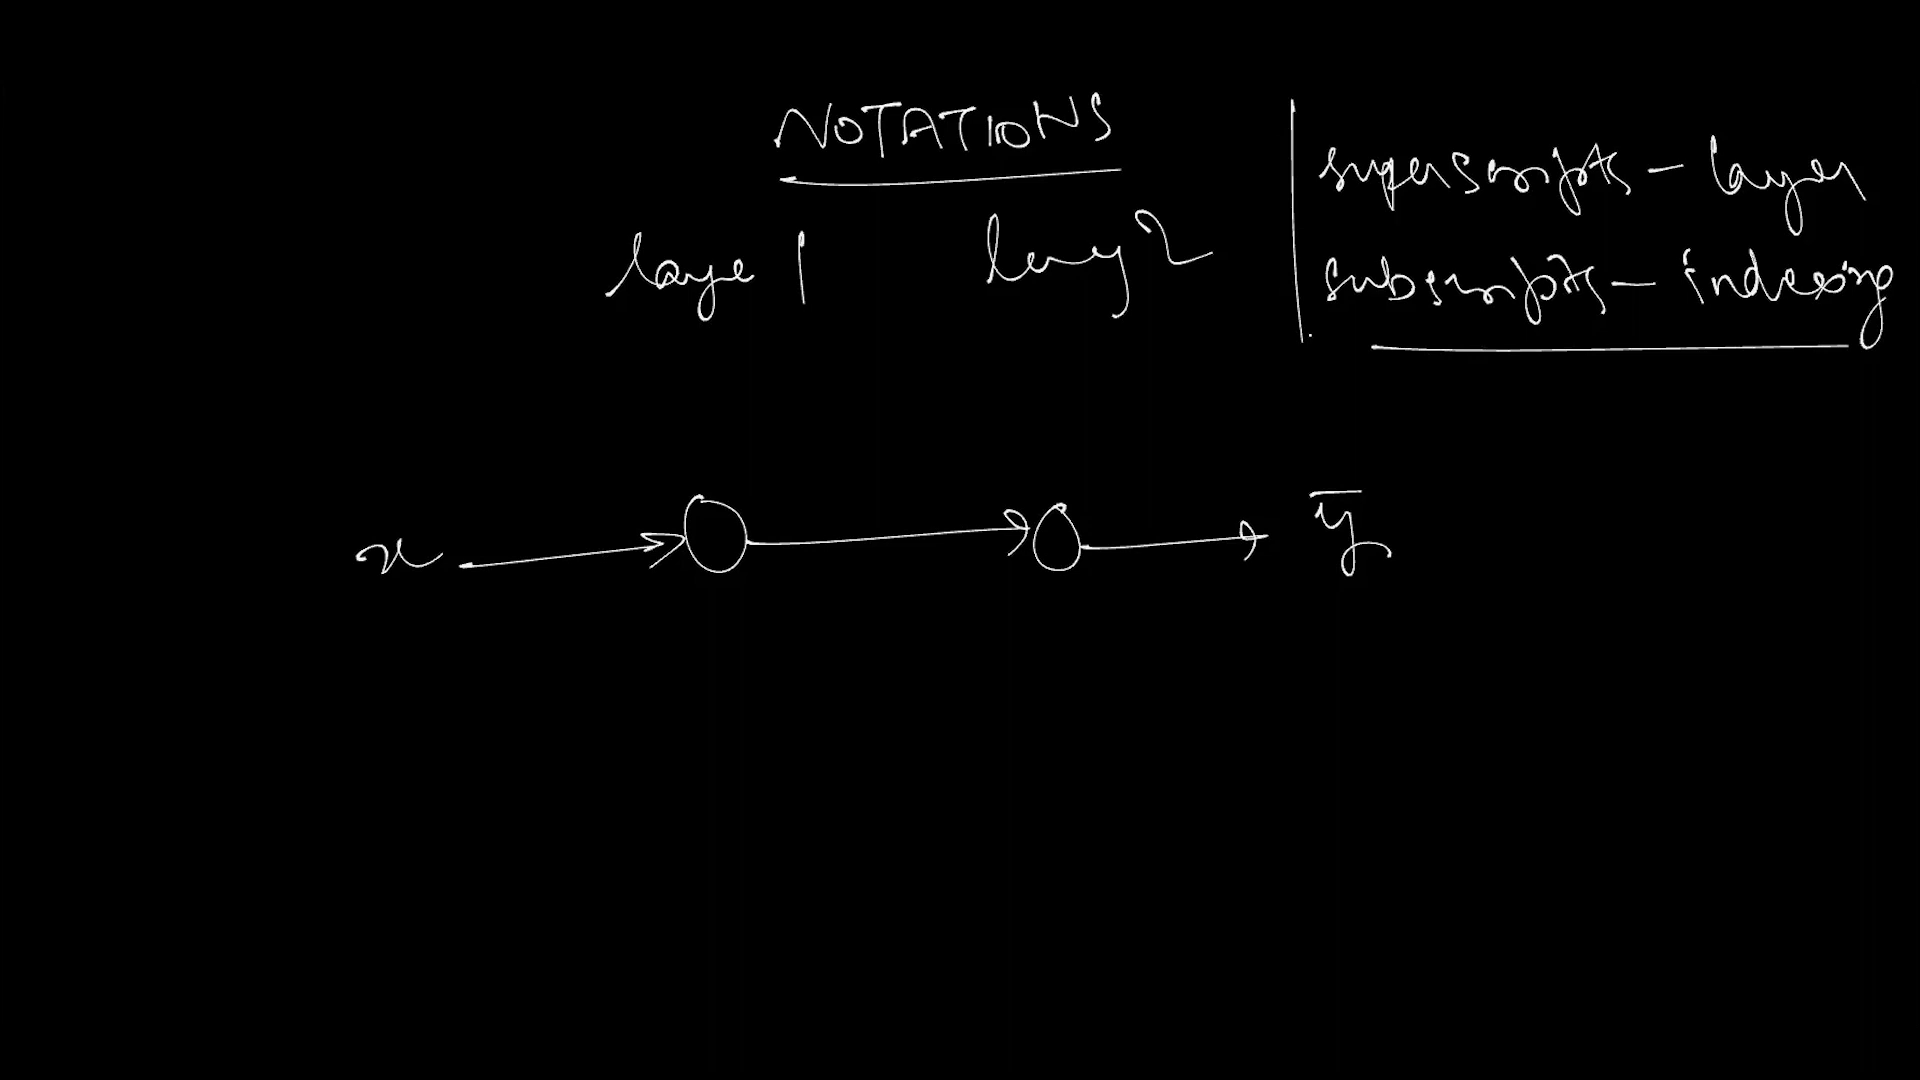 NOTATIONS
layer 1 layer 2
superscripts - layer
subscripts - indexing
x ȳ